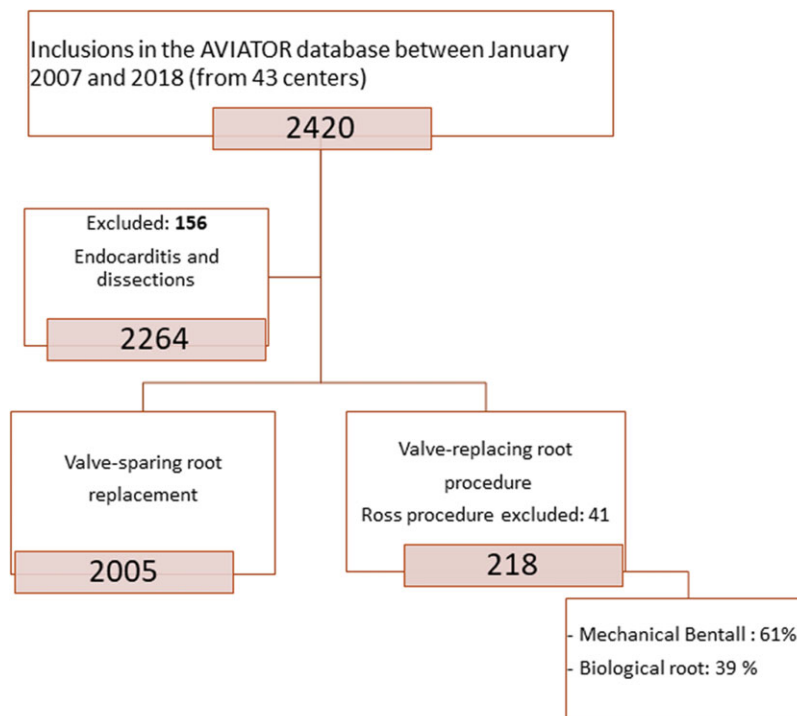 Inclusions in the AVIATOR database between January
2007 and 2018 (from 43 centers)
2420
Excluded: 156
Endocarditis and
dissections
2264
Valve-sparing root
replacement
2005
Valve-replacing root
procedure
Ross procedure excluded: 41
218
- Mechanical Bentall : 61%
- Biological root: 39 %